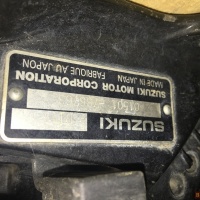 SUZUKI
SUZUKI MOTOR CORPORATION
MADE IN JAPAN FABRIQUE AU JAPON